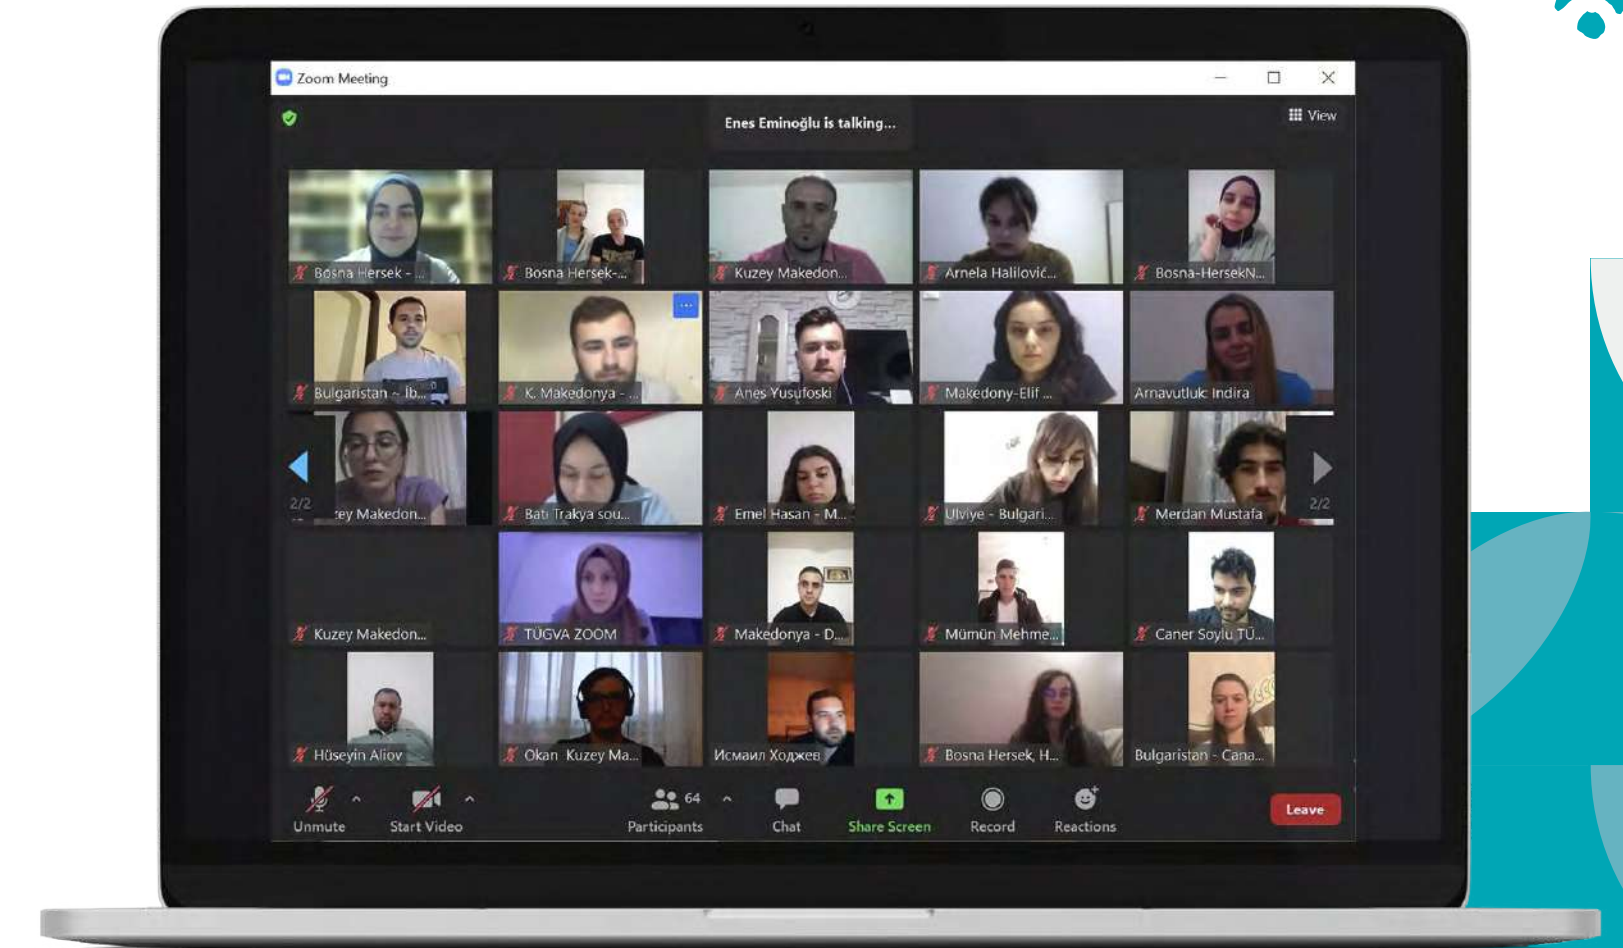 Zoom Meeting
Enes Eminoğlu is talking...
View
Bosna Hersek - ...
Bosna Hersek-...
Kuzey Makedon...
Arnela Halilović...
Bosna-HersekN...
Bulgaristan ~ İb...
K. Makedonya - ...
Anes Yusufoski
Makedony-Elif ...
Arnavutluk: Indira
2/2
zey Makedon...
Batı Trakya sou...
Emel Hasan - M...
Ulviye - Bulgari...
Merdan Mustafa
2/2
Kuzey Makedon...
TÜGVA ZOOM
Makedonya - D...
Mümün Mehme...
Caner Soylu TÜ...
Hüseyin Aliov
Okan Kuzey Ma...
Исмаил Ходжев
Bosna Hersek, H...
Bulgaristan - Cana...
64
Unmute
Start Video
Participants
Chat
Share Screen
Record
Reactions
Leave